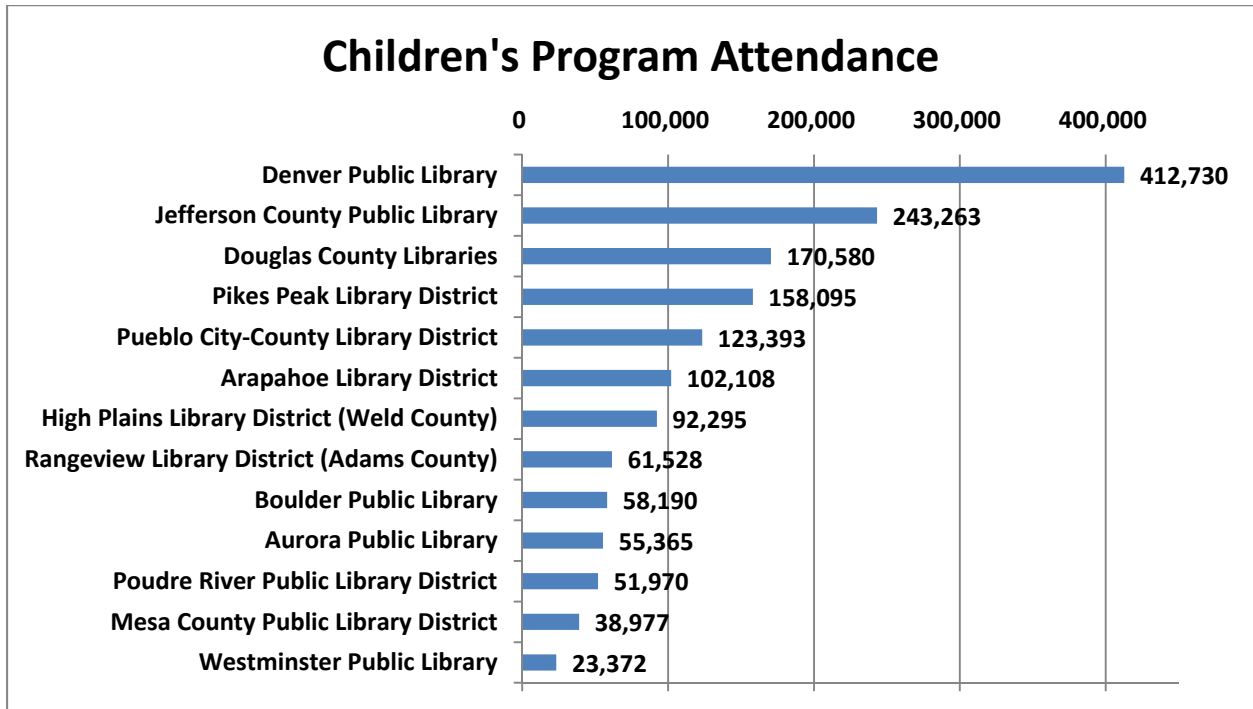 Children's Program Attendance
0 100,000 200,000 300,000 400,000
Denver Public Library 412,730
Jefferson County Public Library 243,263
Douglas County Libraries 170,580
Pikes Peak Library District 158,095
Pueblo City-County Library District 123,393
Arapahoe Library District 102,108
High Plains Library District (Weld County) 92,295
Rangeview Library District (Adams County) 61,528
Boulder Public Library 58,190
Aurora Public Library 55,365
Poudre River Public Library District 51,970
Mesa County Public Library District 38,977
Westminster Public Library 23,372